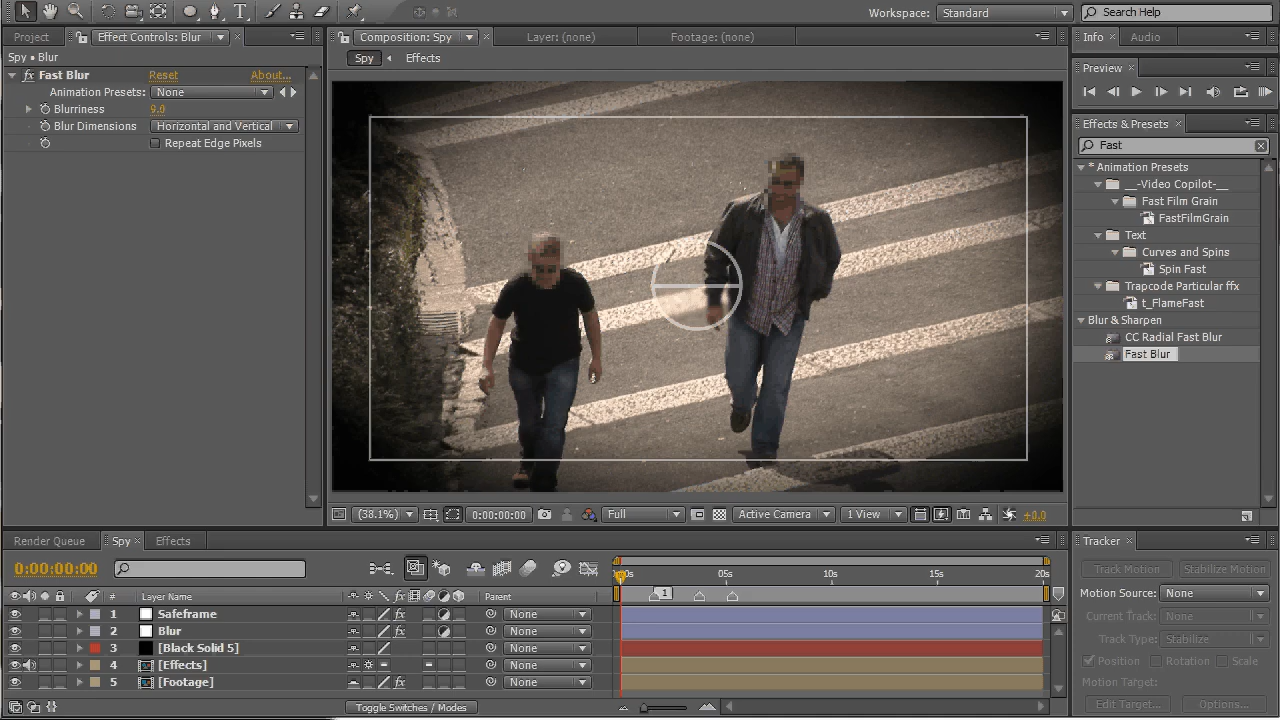 Workspace: Standard
Search Help
Project
Effect Controls: Blur
Composition: Spy
Layer: (none)
Footage: (none)
Info
Audio
Spy • Blur
Spy
Effects
Fast Blur
Reset
About...
Animation Presets: None
Blurriness 9.0
Blur Dimensions Horizontal and Vertical
Repeat Edge Pixels
Preview
Effects & Presets
Fast
* Animation Presets
__-Video Copilot-__
Fast Film Grain
FastFilmGrain
Text
Curves and Spins
Spin Fast
Trapcode Particular ffx
t_FlameFast
Blur & Sharpen
CC Radial Fast Blur
Fast Blur
(38.1%)
0:00:00:00
Full
Active Camera
1 View
+0.0
Render Queue
Spy
Effects
0:00:00:00
05s
10s
15s
20s
# Layer Name
fx
Parent
1
1 Safeframe fx None
2 Blur fx None
3 [Black Solid 5] None
4 [Effects] None
5 [Footage] fx None
Toggle Switches / Modes
Tracker
Track Motion
Stabilize Motion
Motion Source: None
Current Track: None
Track Type: Stabilize
Position
Rotation
Scale
Motion Target:
Edit Target...
Options...